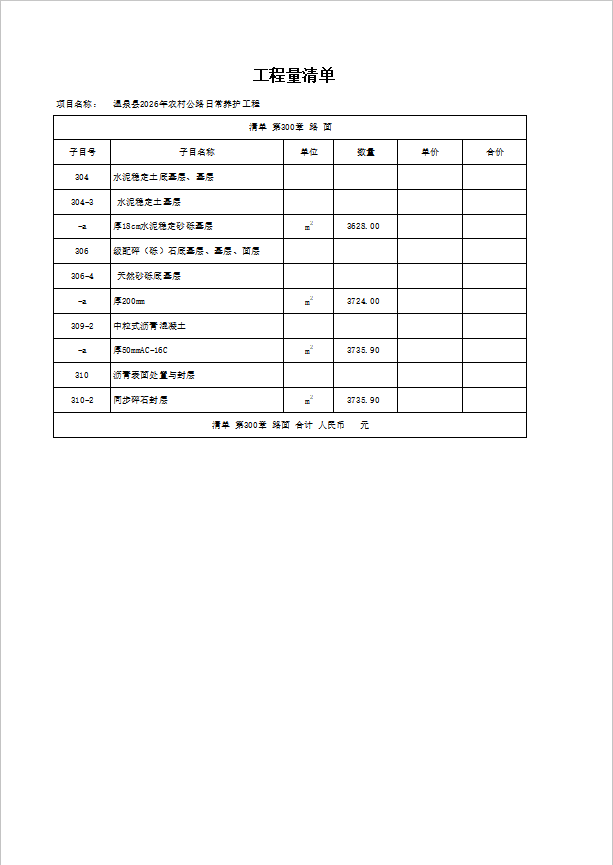 工程量清单
项目名称： 温泉县2026年农村公路日常养护工程
清单 第300章 路 面
子目号 子目名称 单位 数量 单价 合价
304 水泥稳定土底基层、基层
304-3 水泥稳定土基层
-a 厚18cm水泥稳定砂砾基层 m² 3628.00
306 级配碎（砾）石底基层、基层、面层
306-4 天然砂砾底基层
-a 厚200mm m² 3724.00
309-2 中粒式沥青混凝土
-a 厚50mmAC-16C m² 3735.90
310 沥青表面处置与封层
310-2 同步碎石封层 m² 3735.90
清单 第300章 路面 合计 人民币 元